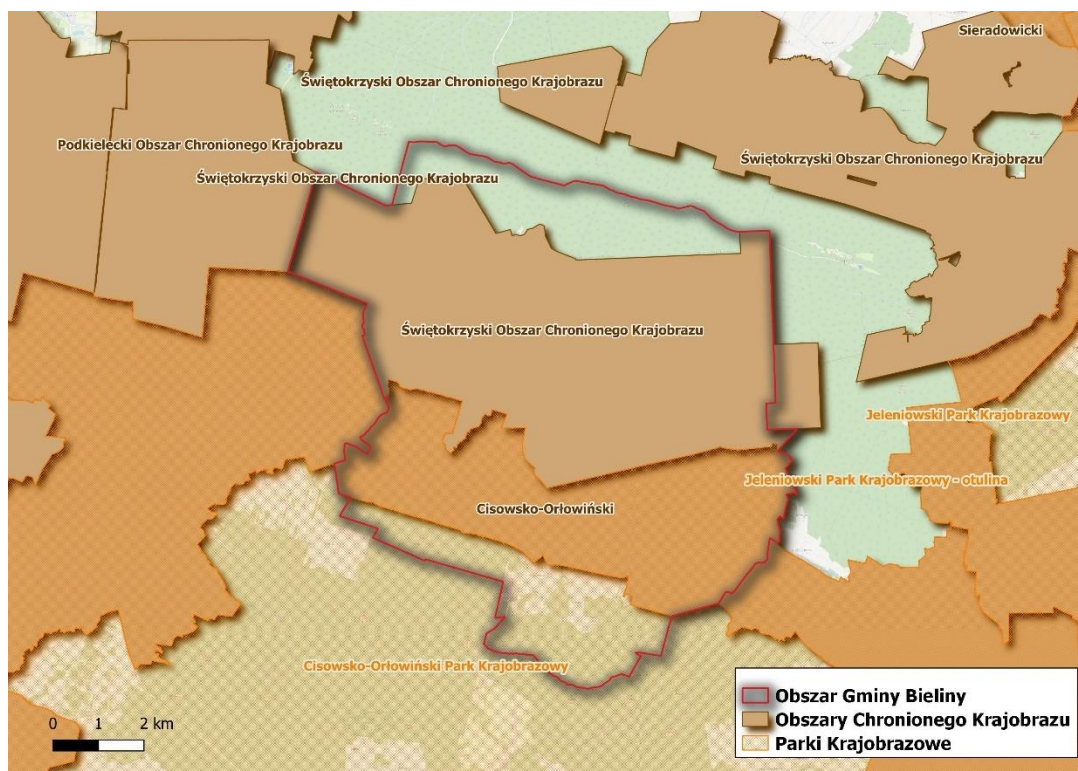 Sieradowicki
Świętokrzyski Obszar Chronionego Krajobrazu
Podkielecki Obszar Chronionego Krajobrazu
Świętokrzyski Obszar Chronionego Krajobrazu
Świętokrzyski Obszar Chronionego Krajobrazu
Świętokrzyski Obszar Chronionego Krajobrazu
Jeleniowski Park Krajobrazowy
Jeleniowski Park Krajobrazowy - otulina
Cisowsko-Orłowiński
Cisowsko-Orłowiński Park Krajobrazowy
Obszar Gminy Bieliny
Obszary Chronionego Krajobrazu
Parki Krajobrazowe
0 1 2 km